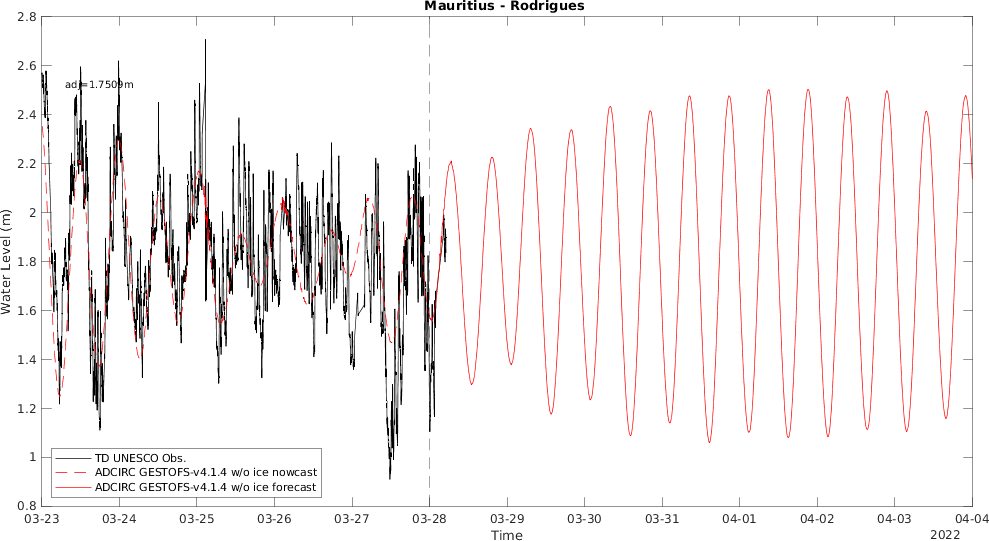 Mauritius - Rodrigues
2.8
2.6
2.4
2.2
2
1.8
1.6
1.4
1.2
1
0.8
Water Level (m)
adj=1.7509m
TD UNESCO Obs.
ADCIRC GESTOFS-v4.1.4 w/o ice nowcast
ADCIRC GESTOFS-v4.1.4 w/o ice forecast
03-23 03-24 03-25 03-26 03-27 03-28 03-29 03-30 03-31 04-01 04-02 04-03 04-04
Time
2022